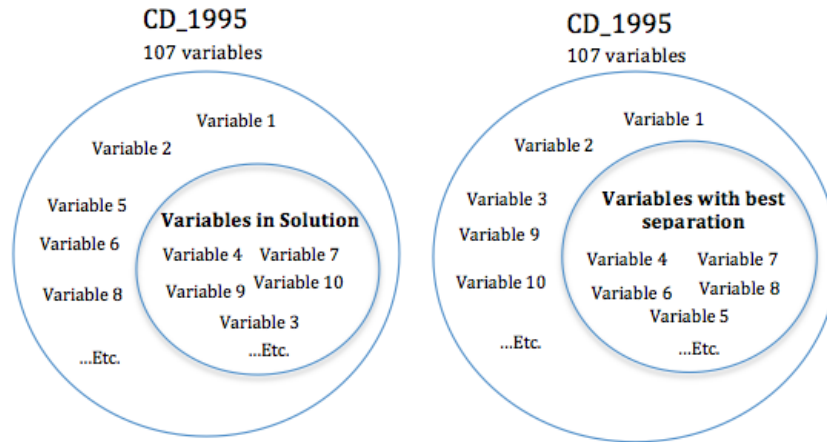 CD_1995
107 variables
Variable 1
Variable 2
Variable 5
Variables in Solution
Variable 6
Variable 4 Variable 7
Variable 8
Variable 9 Variable 10
Variable 3
...Etc.
...Etc.
CD_1995
107 variables
Variable 1
Variable 2
Variable 3
Variables with best
separation
Variable 9
Variable 4 Variable 7
Variable 10
Variable 6 Variable 8
Variable 5
...Etc.
...Etc.